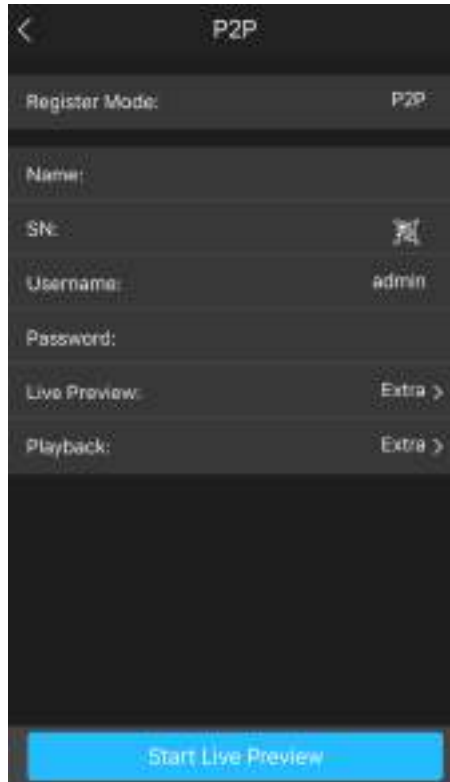 P2P
Register Mode: P2P
Name:
SN:
Username: admin
Password:
Live Preview: Extra
Playback: Extra
Start Live Preview